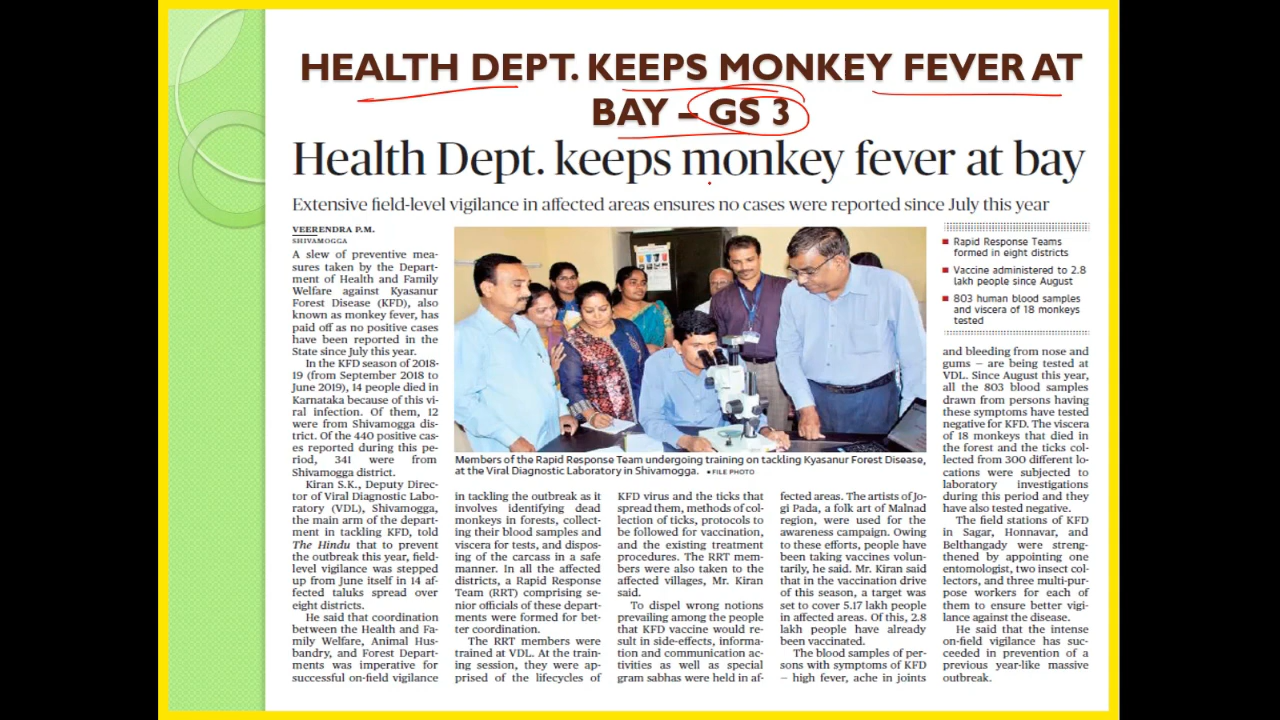 HEALTH DEPT. KEEPS MONKEY FEVER AT
BAY – GS 3
Health Dept. keeps monkey fever at bay
Extensive field-level vigilance in affected areas ensures no cases were reported since July this year
VEERENDRA P.M.
SHIVAMOGGA
A slew of preventive mea-
sures taken by the Depart-
ment of Health and Family
Welfare against Kyasanur
Forest Disease (KFD), also
known as monkey fever, has
paid off as no positive cases
have been reported in the
State since July this year.
In the KFD season of 2018-
19 (from September 2018 to
June 2019), 14 people died in
Karnataka because of this vi-
ral infection. Of them, 12
were from Shivamogga dis-
trict. Of the 440 positive cas-
es reported during this pe-
riod, 341 were from
Shivamogga district.
Kiran S.K., Deputy Direc-
tor of Viral Diagnostic Labo-
ratory (VDL), Shivamogga,
the main arm of the depart-
ment in tackling KFD, told
The Hindu that to prevent
the outbreak this year, field-
level vigilance was stepped
up from June itself in 14 af-
fected taluks spread over
eight districts.
He said that coordination
between the Health and Fa-
mily Welfare, Animal Hus-
bandry, and Forest Depart-
ments was imperative for
successful on-field vigilance
Members of the Rapid Response Team undergoing training on tackling Kyasanur Forest Disease,
at the Viral Diagnostic Laboratory in Shivamogga. •FILE PHOTO
in tackling the outbreak as it
involves identifying dead
monkeys in forests, collect-
ing their blood samples and
viscera for tests, and dispos-
ing of the carcass in a safe
manner. In all the affected
districts, a Rapid Response
Team (RRT) comprising se-
nior officials of these depart-
ments were formed for bet-
ter coordination.
The RRT members were
trained at VDL. At the train-
ing session, they were ap-
prised of the lifecycles of
KFD virus and the ticks that
spread them, methods of col-
lection of ticks, protocols to
be followed for vaccination,
and the existing treatment
procedures. The RRT mem-
bers were also taken to the
affected villages, Mr. Kiran
said.
To dispel wrong notions
prevailing among the people
that KFD vaccine would re-
sult in side-effects, informa-
tion and communication ac-
tivities as well as special
gram sabhas were held in af-
fected areas. The artists of Jo-
gi Pada, a folk art of Malnad
region, were used for the
awareness campaign. Owing
to these efforts, people have
been taking vaccines volun-
tarily, he said. Mr. Kiran said
that in the vaccination drive
of this season, a target was
set to cover 5.17 lakh people
in affected areas. Of this, 2.8
lakh people have already
been vaccinated.
The blood samples of per-
sons with symptoms of KFD
– high fever, ache in joints
Rapid Response Teams
formed in eight districts
Vaccine administered to 2.8
lakh people since August
803 human blood samples
and viscera of 18 monkeys
tested
and bleeding from nose and
gums – are being tested at
VDL. Since August this year,
all the 803 blood samples
drawn from persons having
these symptoms have tested
negative for KFD. The viscera
of 18 monkeys that died in
the forest and the ticks col-
lected from 300 different lo-
cations were subjected to
laboratory investigations
during this period and they
have also tested negative.
The field stations of KFD
in Sagar, Honnavar, and
Belthangady were streng-
thened by appointing one
entomologist, two insect col-
lectors, and three multi-pur-
pose workers for each of
them to ensure better vigi-
lance against the disease.
He said that the intense
on-field vigilance has suc-
ceeded in prevention of a
previous year-like massive
outbreak.